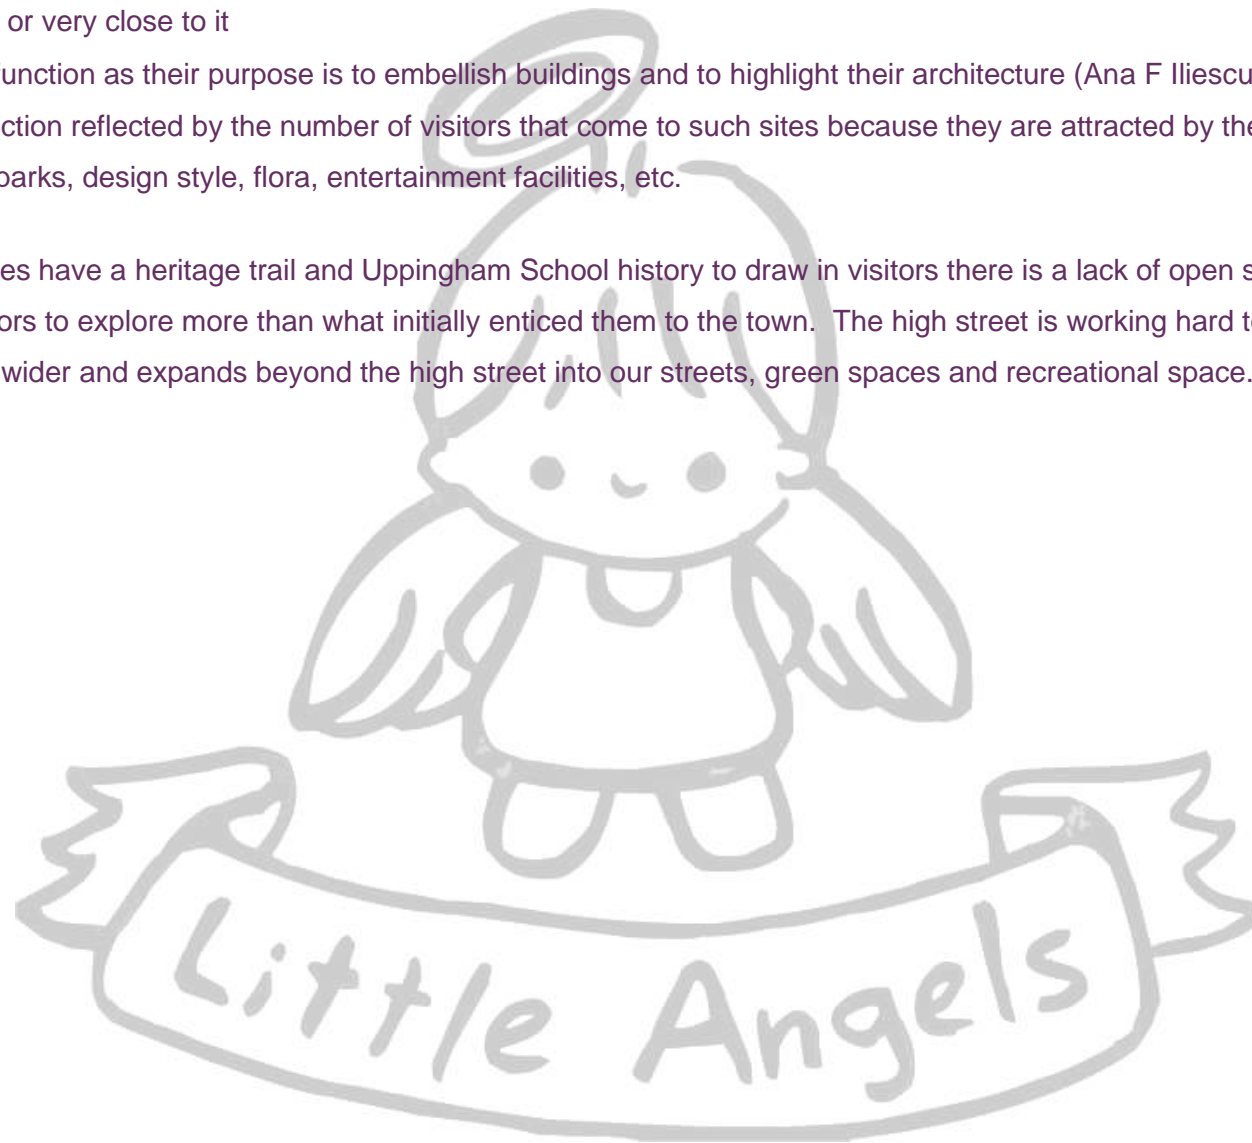 or very close to it
function as their purpose is to embellish buildings and to highlight their architecture (Ana F Iliescu
ction reflected by the number of visitors that come to such sites because they are attracted by the
parks, design style, flora, entertainment facilities, etc.
es have a heritage trail and Uppingham School history to draw in visitors there is a lack of open s
ors to explore more than what initially enticed them to the town. The high street is working hard to
wider and expands beyond the high street into our streets, green spaces and recreational space.
Little Angels